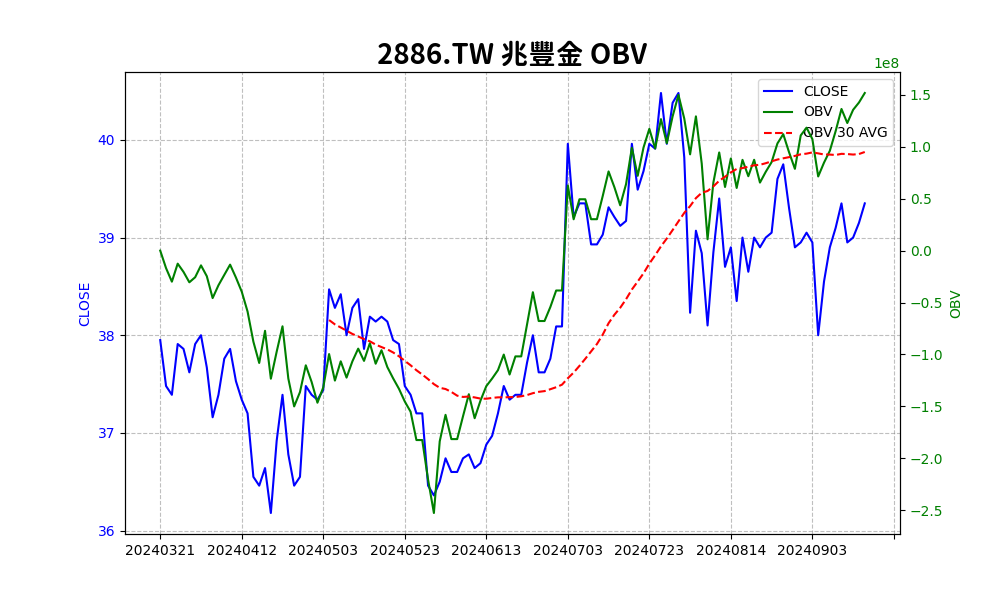 2886.TW 兆豐金 OBV
1e8
CLOSE
OBV
OBV 30 AVG
40
39
38
37
36
CLOSE
1.5
1.0
0.5
0.0
−0.5
−1.0
−1.5
−2.0
−2.5
OBV
20240321 20240412 20240503 20240523 20240613 20240703 20240723 20240814 20240903